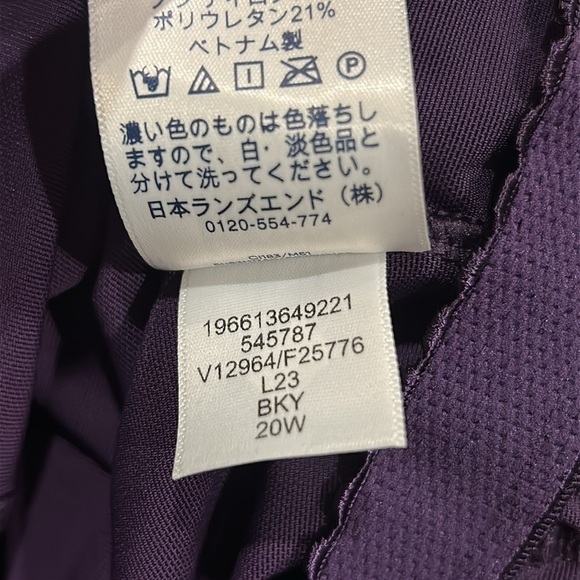 ポリウレタン21%
ベトナム製
P
濃い色のものは色落ちし
ますので、白・淡色品と
分けて洗ってください。
日本ランズエンド（株）
0120-554-774
196613649221
545787
V12964/F25776
L23
BKY
20W